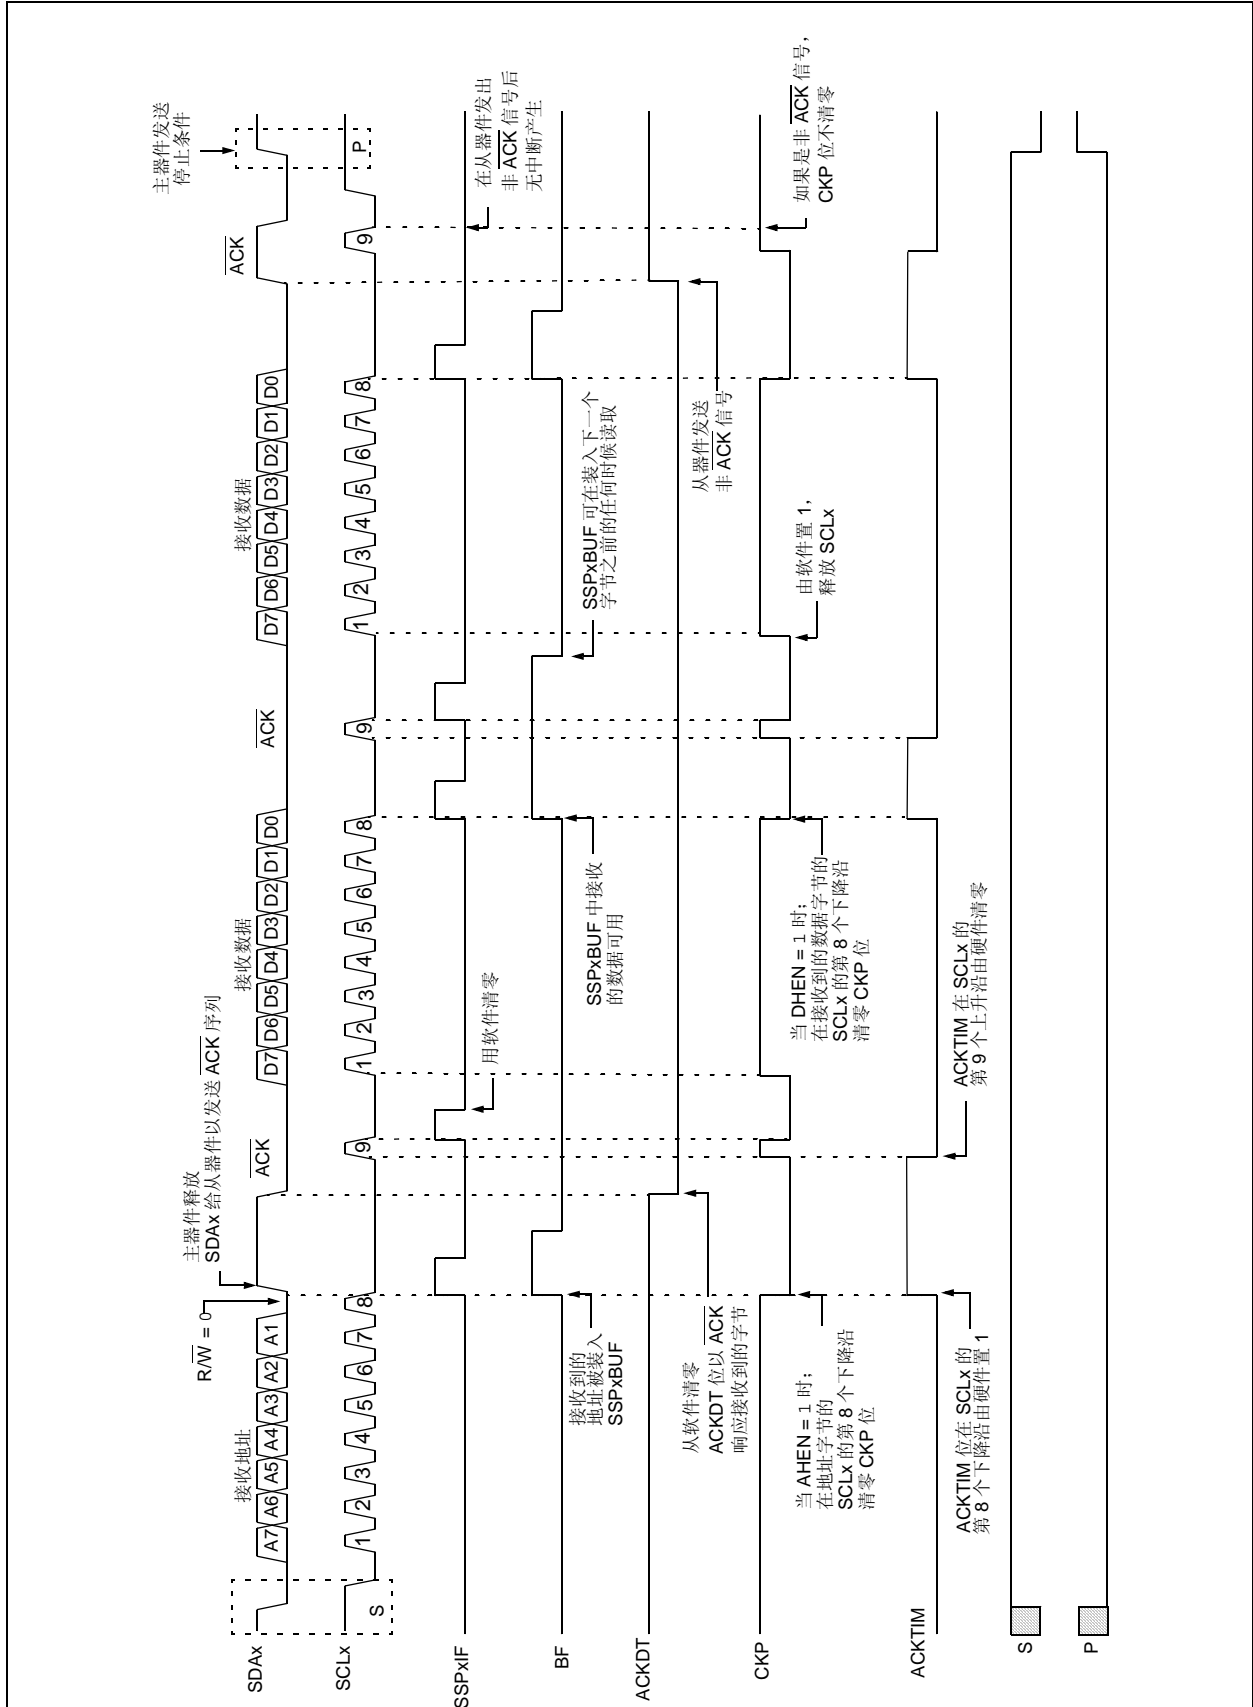 主器件发送
停止条件
主器件释放
SDAx 给从器件以发送 ACK 序列
R/W = 0
接收地址
接收数据
接收数据
ACK
ACK
ACK
SDAx
A7 A6 A5 A4 A3 A2 A1
D7 D6 D5 D4 D3 D2 D1 D0
D7 D6 D5 D4 D3 D2 D1 D0
SCLx
S
1 2 3 4 5 6 7 8 9
1 2 3 4 5 6 7 8 9
1 2 3 4 5 6 7 8 9
P
SSPxIF
用软件清零
在从器件发出
非 ACK 信号后
无中断产生
BF
接收到的
地址被装入
SSPxBUF
SSPxBUF 中接收
的数据可用
SSPxBUF 可在装入下一个
字节之前的任何时候读取
ACKDT
从软件清零
ACKDT 位以 ACK
响应接收到的字节
从器件发送
非 ACK 信号
CKP
当 AHEN = 1 时；
在地址字节的
SCLx 的第 8 个下降沿
清零 CKP 位
当 DHEN = 1 时；
在接收到的数据字节的
SCLx 的第 8 个下降沿
清零 CKP 位
由软件置 1，
释放 SCLx
如果是非 ACK 信号，
CKP 位不清零
ACKTIM
ACKTIM 位在 SCLx 的
第 8 个下降沿由硬件置 1
ACKTIM 在 SCLx 的
第 9 个上升沿由硬件清零
S
P